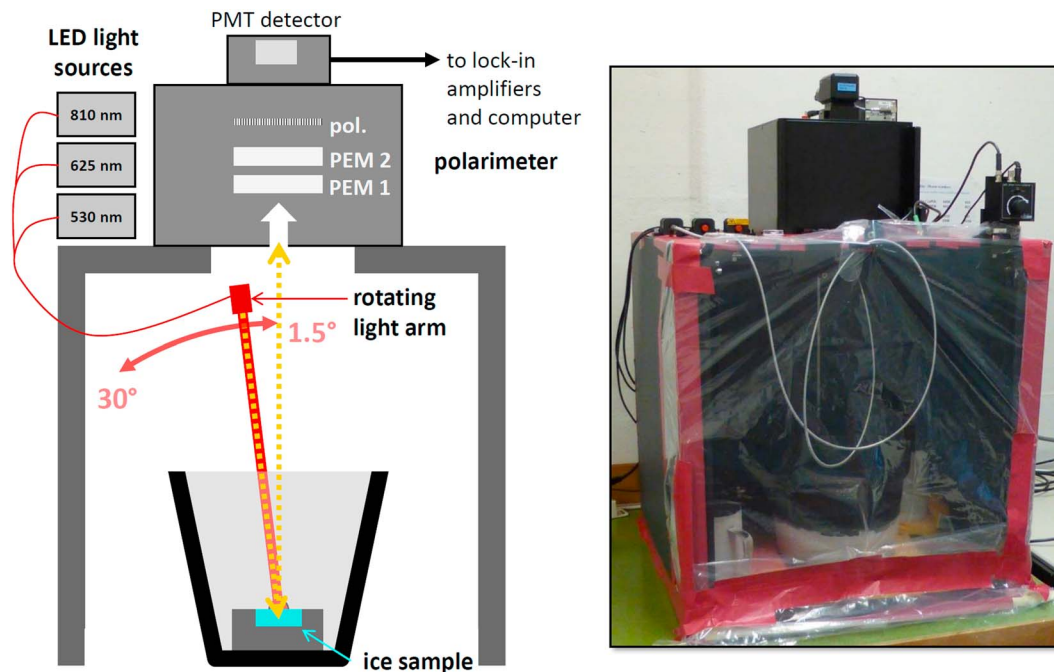 PMT detector
LED light
sources
to lock-in
amplifiers
and computer
810 nm
625 nm
530 nm
pol.
PEM 2
PEM 1
polarimeter
rotating
light arm
1.5°
30°
ice sample